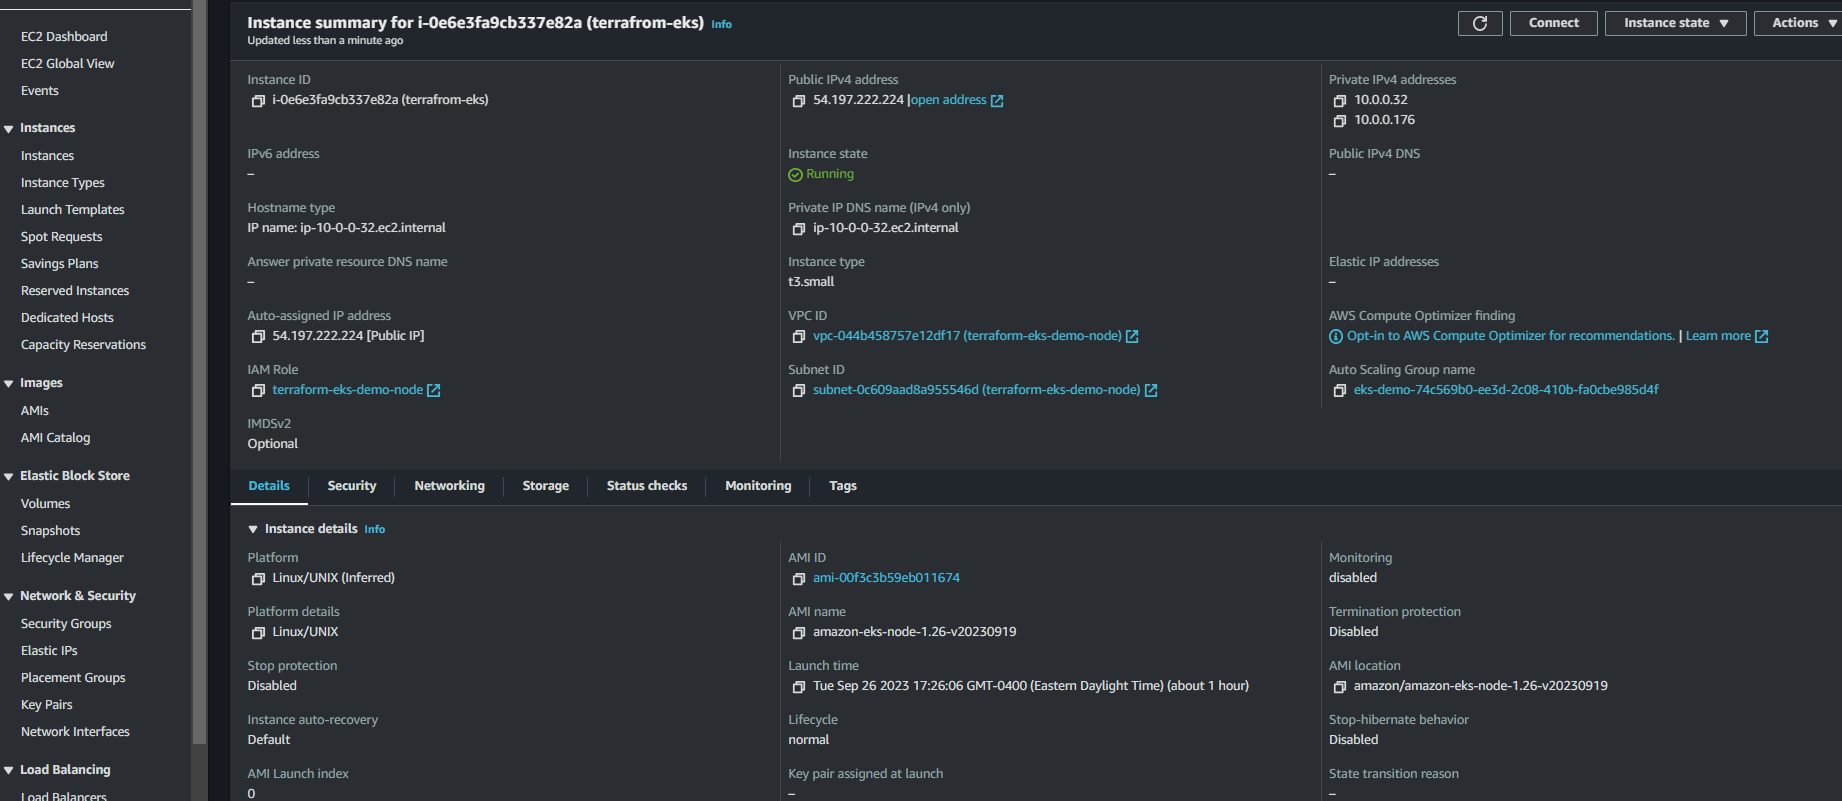 EC2 Dashboard
EC2 Global View
Events
Instances
Instances
Instance Types
Launch Templates
Spot Requests
Savings Plans
Reserved Instances
Dedicated Hosts
Capacity Reservations
Images
AMIs
AMI Catalog
Elastic Block Store
Volumes
Snapshots
Lifecycle Manager
Network & Security
Security Groups
Elastic IPs
Placement Groups
Key Pairs
Network Interfaces
Load Balancing
Load Balancers
Instance summary for i-0e6e3fa9cb337e82a (terrafrom-eks) Info
Updated less than a minute ago
Connect
Instance state
Actions
Instance ID
i-0e6e3fa9cb337e82a (terrafrom-eks)
Public IPv4 address
54.197.222.224 |open address
Private IPv4 addresses
10.0.0.32
10.0.0.176
IPv6 address
–
Instance state
Running
Public IPv4 DNS
–
Hostname type
IP name: ip-10-0-0-32.ec2.internal
Private IP DNS name (IPv4 only)
ip-10-0-0-32.ec2.internal
Answer private resource DNS name
–
Instance type
t3.small
Elastic IP addresses
–
Auto-assigned IP address
54.197.222.224 [Public IP]
VPC ID
vpc-044b458757e12df17 (terraform-eks-demo-node)
AWS Compute Optimizer finding
Opt-in to AWS Compute Optimizer for recommendations. | Learn more
IAM Role
terraform-eks-demo-node
Subnet ID
subnet-0c609aad8a955546d (terraform-eks-demo-node)
Auto Scaling Group name
eks-demo-74c569b0-ee3d-2c08-410b-fa0cbe985d4f
IMDSv2
Optional
Details
Security
Networking
Storage
Status checks
Monitoring
Tags
Instance details Info
Platform
Linux/UNIX (Inferred)
AMI ID
ami-00f3c3b59eb011674
Monitoring
disabled
Platform details
Linux/UNIX
AMI name
amazon-eks-node-1.26-v20230919
Termination protection
Disabled
Stop protection
Disabled
Launch time
Tue Sep 26 2023 17:26:06 GMT-0400 (Eastern Daylight Time) (about 1 hour)
AMI location
amazon/amazon-eks-node-1.26-v20230919
Instance auto-recovery
Default
Lifecycle
normal
Stop-hibernate behavior
Disabled
AMI Launch index
0
Key pair assigned at launch
–
State transition reason
–